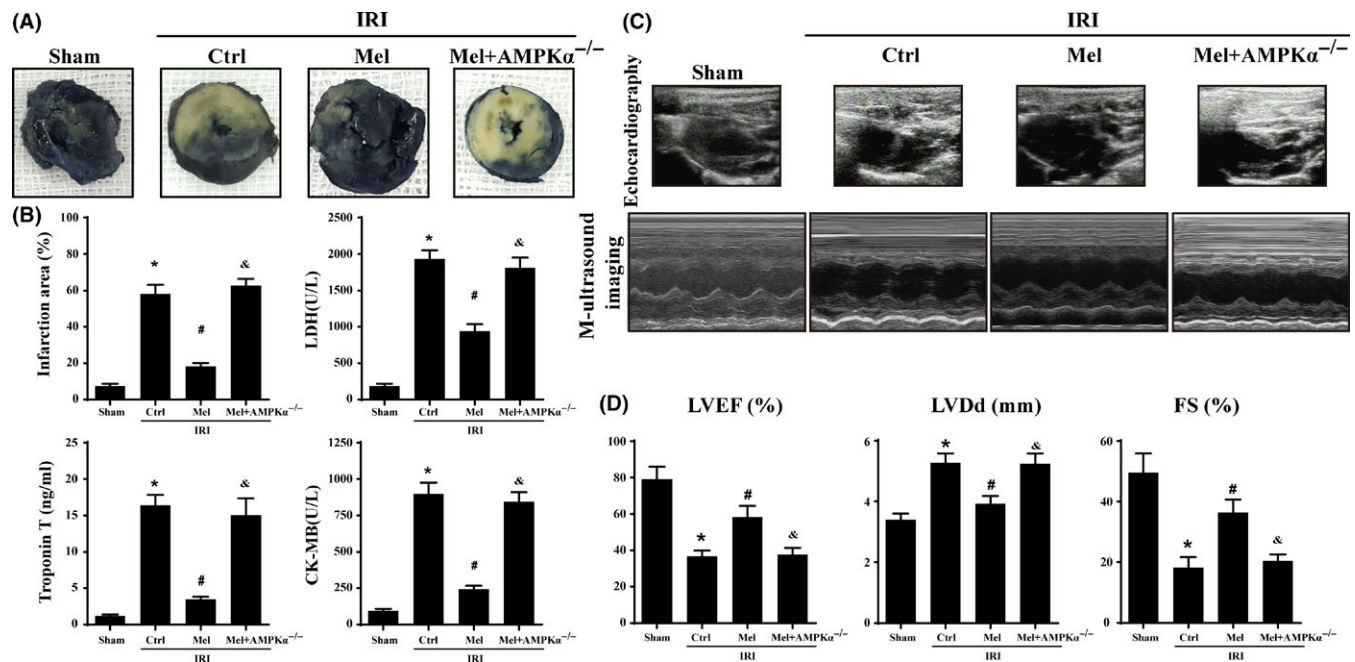 (A)
IRI
Sham
Ctrl
Mel
Mel+AMPKα−/−
(B)
Infarction area (%)
100
80
60
40
20
0
*
#
&
Sham
Ctrl
Mel
Mel+AMPKα−/−
IRI
LDH(U/L)
2500
2000
1500
1000
500
0
*
#
&
Sham
Ctrl
Mel
Mel+AMPKα−/−
IRI
Troponin T (ng/ml)
25
20
15
10
5
0
*
#
&
Sham
Ctrl
Mel
Mel+AMPKα−/−
IRI
CK-MB(U/L)
1250
1000
750
500
250
0
*
#
&
Sham
Ctrl
Mel
Mel+AMPKα−/−
IRI
(C)
IRI
Sham
Ctrl
Mel
Mel+AMPKα−/−
Echocardiography
M-ultrasound
imaging
(D)
LVEF (%)
100
80
60
40
20
0
*
#
&
Sham
Ctrl
Mel
Mel+AMPKα−/−
IRI
LVDd (mm)
6
4
2
0
*
#
&
Sham
Ctrl
Mel
Mel+AMPKα−/−
IRI
FS (%)
60
40
20
0
*
#
&
Sham
Ctrl
Mel
Mel+AMPKα−/−
IRI